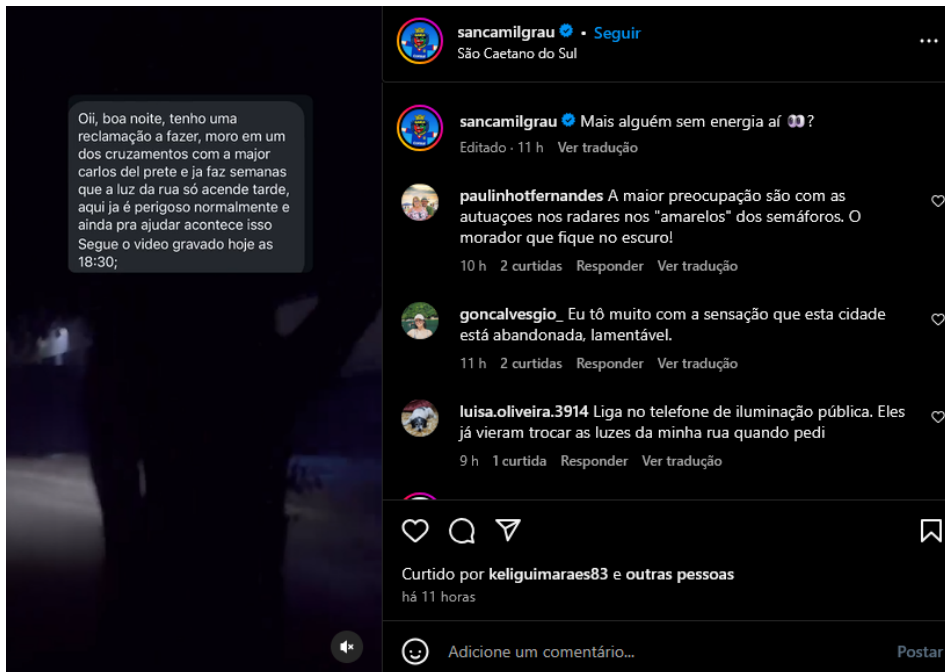 Oii, boa noite, tenho uma
reclamação a fazer, moro em um
dos cruzamentos com a major
carlos del prete e ja faz semanas
que a luz da rua só acende tarde,
aqui já é perigoso normalmente e
ainda pra ajudar acontece isso
Segue o video gravado hoje as
18:30;
sancamilgrau • Seguir
São Caetano do Sul
sancamilgrau Mais alguém sem energia aí 👀?
Editado · 11 h Ver tradução
paulinhotfernandes A maior preocupação são com as
autuaçoes nos radares nos "amarelos" dos semáforos. O
morador que fique no escuro!
10 h 2 curtidas Responder Ver tradução
goncalvesgio_ Eu tô muito com a sensação que esta cidade
está abandonada, lamentável.
11 h 2 curtidas Responder Ver tradução
luisa.oliveira.3914 Liga no telefone de iluminação pública. Eles
já vieram trocar as luzes da minha rua quando pedi
9 h 1 curtida Responder Ver tradução
Curtido por keliguimaraes83 e outras pessoas
há 11 horas
Adicione um comentário...
Postar